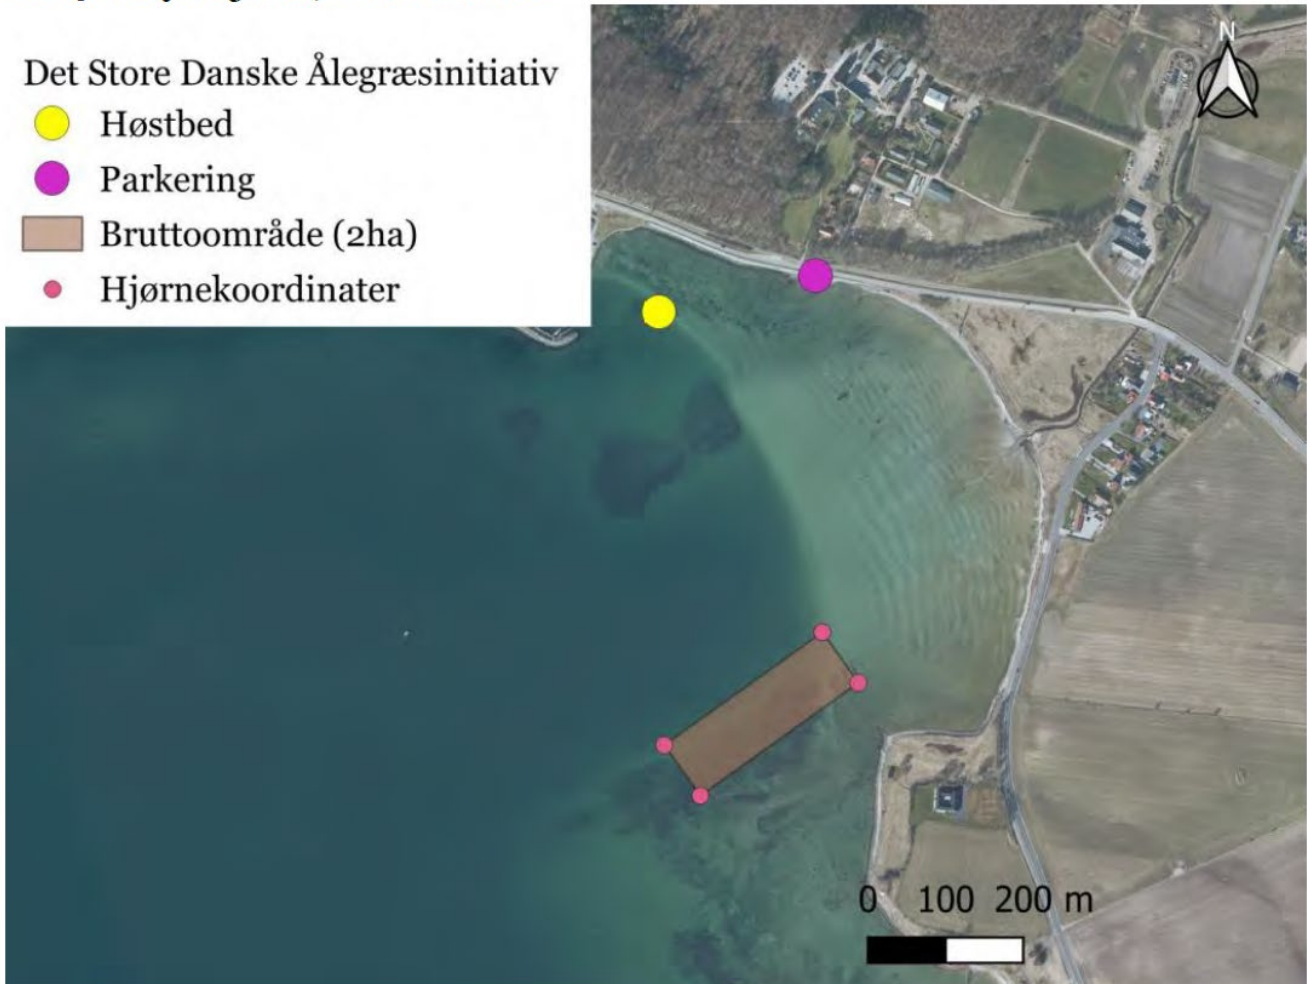 Det Store Danske Ålegræsinitiativ
Høstbed
Parkering
Bruttoområde (2ha)
Hjørnekoordinater
N
0 100 200 m